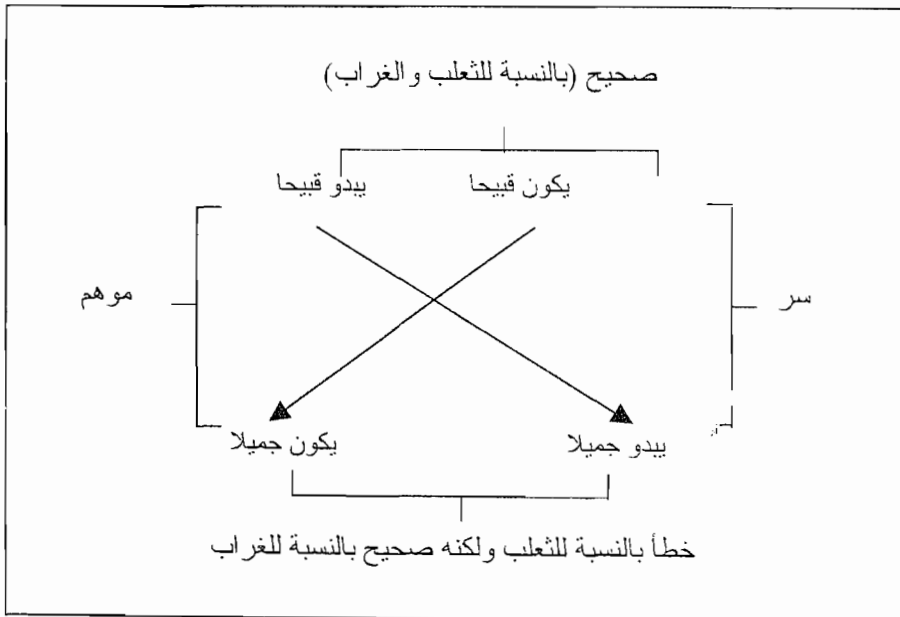 صحيح (بالنسبة للثعلب والغراب)
يكون قبيحا
يبدو قبيحا
سر
موهم
يبدو جميلا
يكون جميلا
خطأ بالنسبة للثعلب ولكنه صحيح بالنسبة للغراب